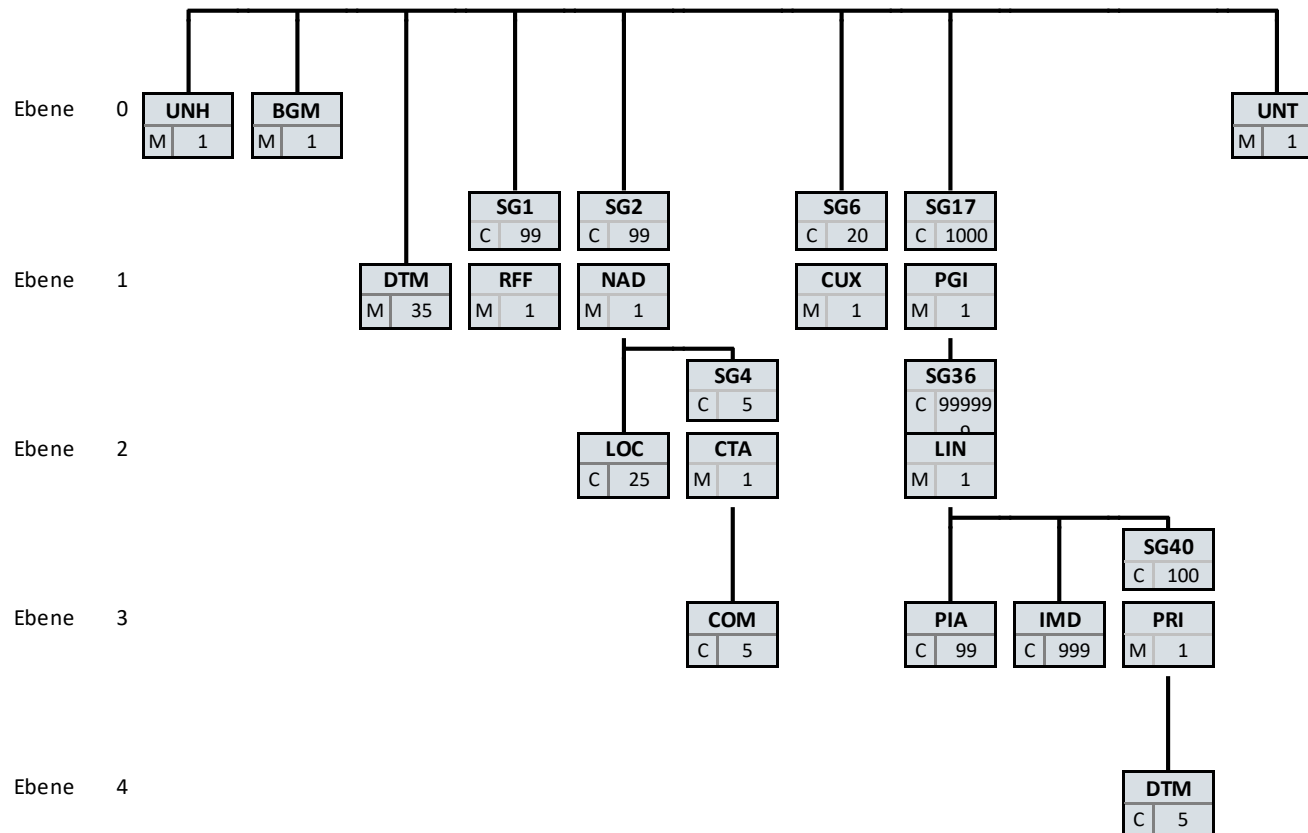 Ebene 0 UNH BGM UNT
M 1 M 1 M 1
SG1 SG2 SG6 SG17
C 99 C 99 C 20 C 1000
Ebene 1 DTM RFF NAD CUX PGI
M 35 M 1 M 1 M 1 M 1
SG4 SG36
C 5 C 99999
Ebene 2 LOC CTA LIN
C 25 M 1 M 1
SG40
C 100
Ebene 3 COM PIA IMD PRI
C 5 C 99 C 999 M 1
Ebene 4 DTM
C 5